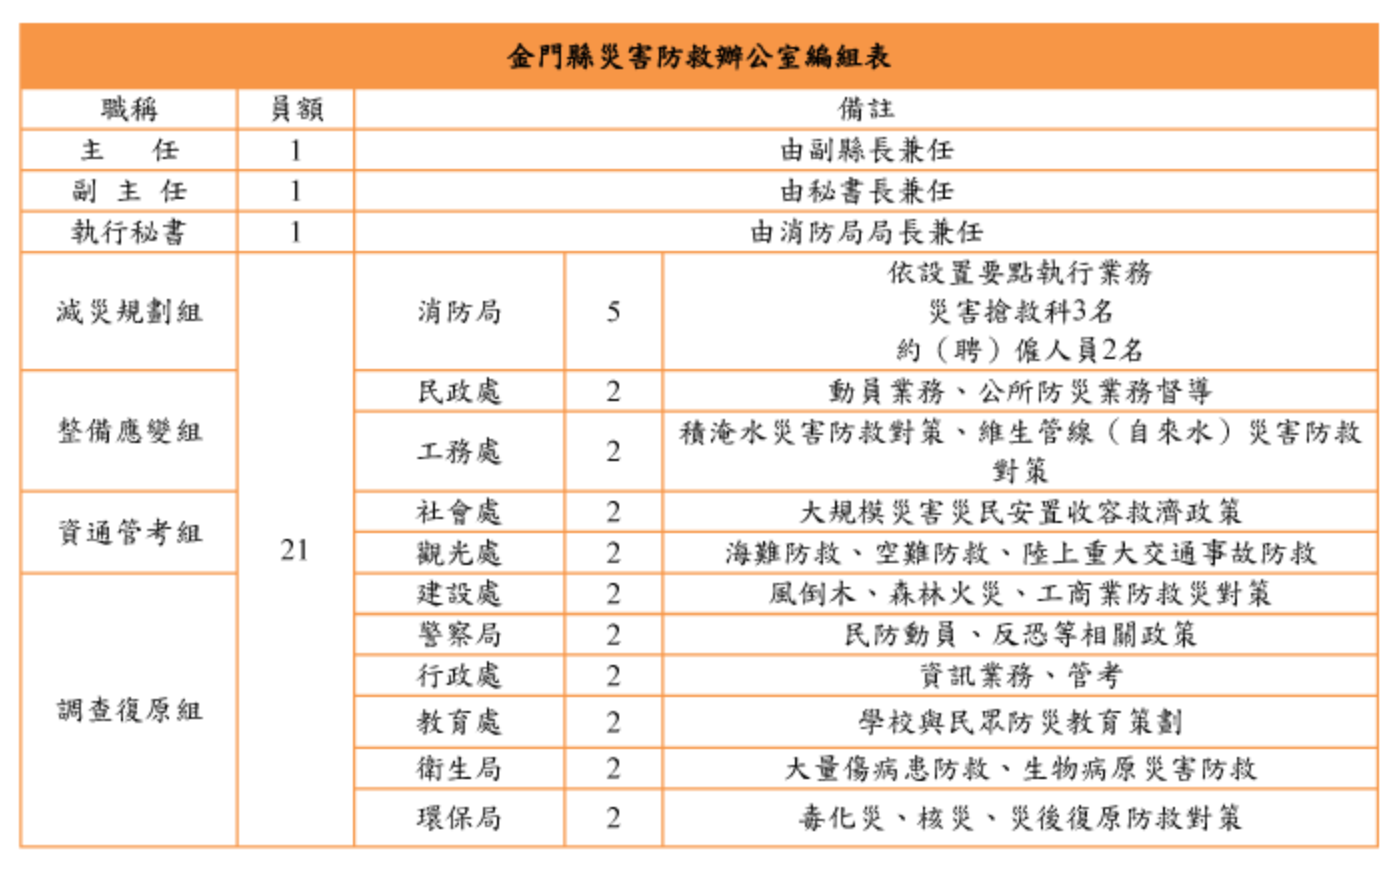 金門縣災害防救辦公室編組表
職稱 員額 備註
主 任 1 由副縣長兼任
副 主 任 1 由秘書長兼任
執行秘書 1 由消防局局長兼任
減災規劃組 21 消防局 5 依設置要點執行業務
災害搶救科3名
約（聘）僱人員2名
整備應變組 民政處 2 動員業務、公所防災業務督導
工務處 2 積淹水災害防救對策、維生管線（自來水）災害防救
對策
資通管考組 社會處 2 大規模災害災民安置收容救濟政策
觀光處 2 海難防救、空難防救、陸上重大交通事故防救
調查復原組 建設處 2 風倒木、森林火災、工商業防救災對策
警察局 2 民防動員、反恐等相關政策
行政處 2 資訊業務、管考
教育處 2 學校與民眾防災教育策劃
衛生局 2 大量傷病患防救、生物病原災害防救
環保局 2 毒化災、核災、災後復原防救對策